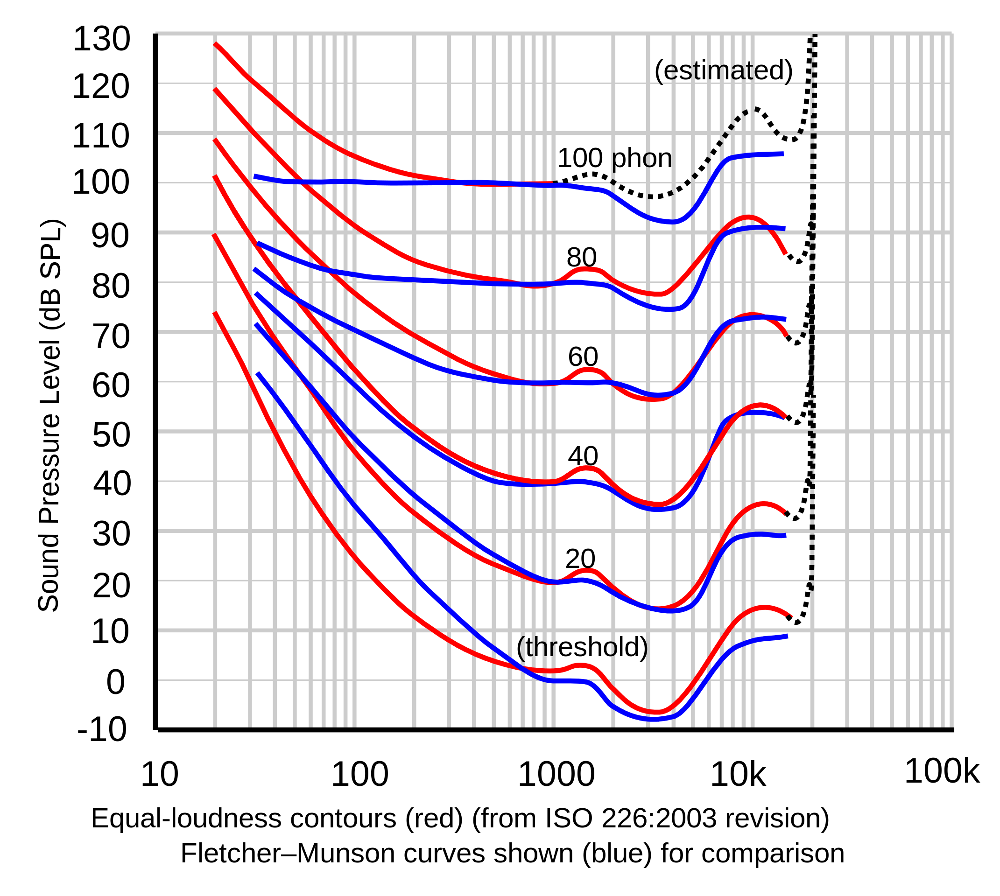 130
120
(estimated)
110
100 phon
100
90
80
80
70
60
60
50
40
40
30
20
20
10
(threshold)
0
-10
Sound Pressure Level (dB SPL)
10
100
1000
10k
100k
Equal-loudness contours (red) (from ISO 226:2003 revision)
Fletcher–Munson curves shown (blue) for comparison